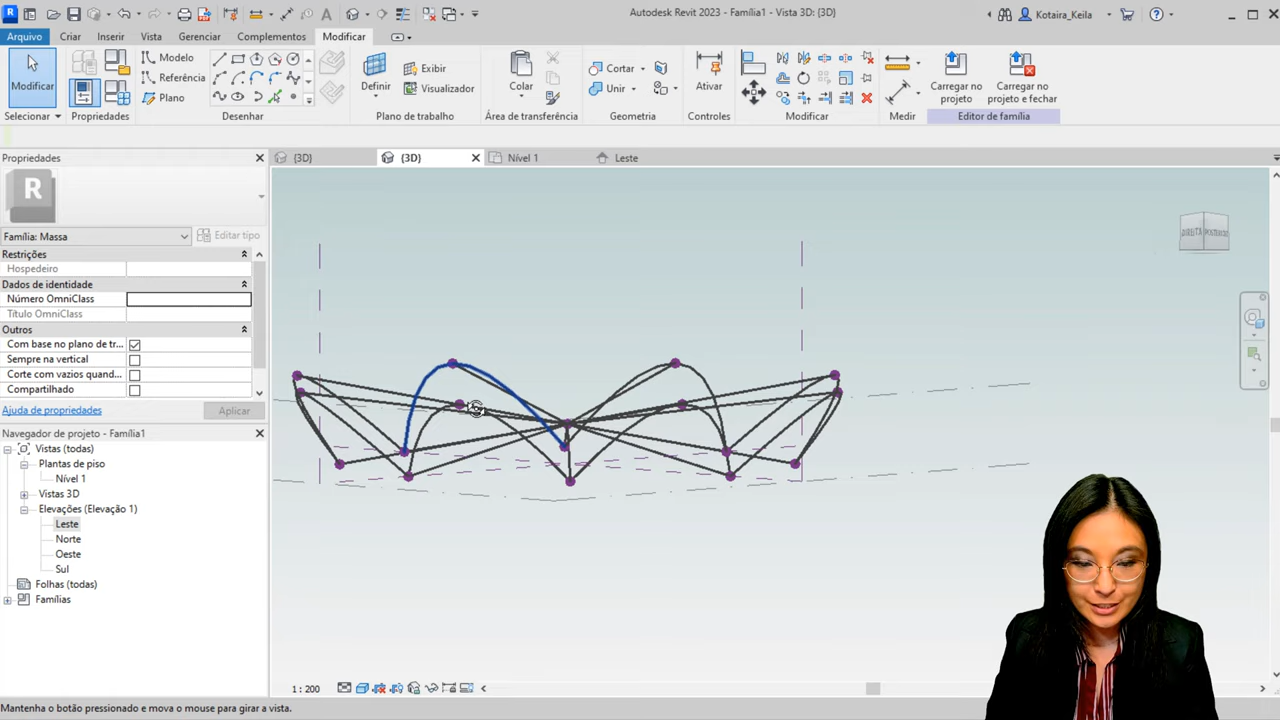 Autodesk Revit 2023 - Família1 - Vista 3D: {3D}
Kotaira_Keila
Arquivo Criar Inserir Vista Gerenciar Complementos Modificar
Modificar
Selecionar
Propriedades
Modelo
Referência
Plano
Desenhar
Definir
Exibir
Visualizador
Plano de trabalho
Colar
Área de transferência
Cortar
Unir
Geometria
Ativar
Controles
Modificar
Medir
Carregar no projeto
Carregar no projeto e fechar
Editor de família
Propriedades
{3D} {3D} Nível 1 Leste
R
Família: Massa Editar tipo
Restrições
Hospedeiro
Dados de identidade
Número OmniClass
Título OmniClass
Outros
Com base no plano de tr...
Sempre na vertical
Corte com vazios quand...
Compartilhado
Ajuda de propriedades Aplicar
Navegador de projeto - Família1
Vistas (todas)
Plantas de piso
Nível 1
Vistas 3D
Elevações (Elevação 1)
Leste
Norte
Oeste
Sul
Folhas (todas)
Famílias
1 : 200
Mantenha o botão pressionado e mova o mouse para girar a vista.